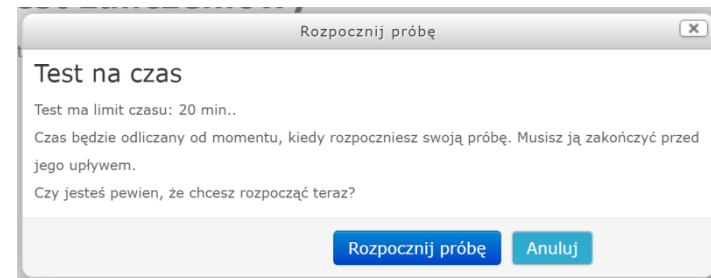 Rozpocznij próbę
Test na czas
Test ma limit czasu: 20 min..
Czas będzie odliczany od momentu, kiedy rozpoczniesz swoją próbę. Musisz ją zakończyć przed
jego upływem.
Czy jesteś pewien, że chcesz rozpocząć teraz?
Rozpocznij próbę Anuluj